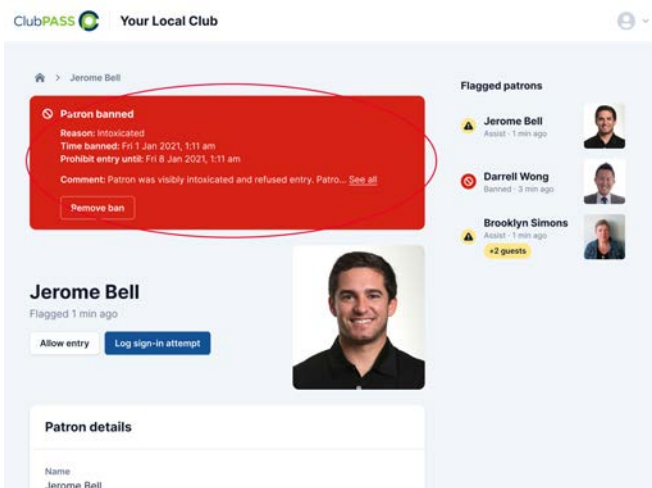 ClubPASS
Your Local Club
> Jerome Bell
Patron banned
Reason: Intoxicated
Time banned: Fri 1 Jan 2021, 1:11 am
Prohibit entry until: Fri 8 Jan 2021, 1:11 am
Comment: Patron was visibly intoxicated and refused entry. Patro... See all
Remove ban
Jerome Bell
Flagged 1 min ago
Allow entry
Log sign-in attempt
Patron details
Name
Jerome Bell
Flagged patrons
Jerome Bell
Assist · 1 min ago
Darrell Wong
Banned · 3 min ago
Brooklyn Simons
Assist · 1 min ago
+2 guests